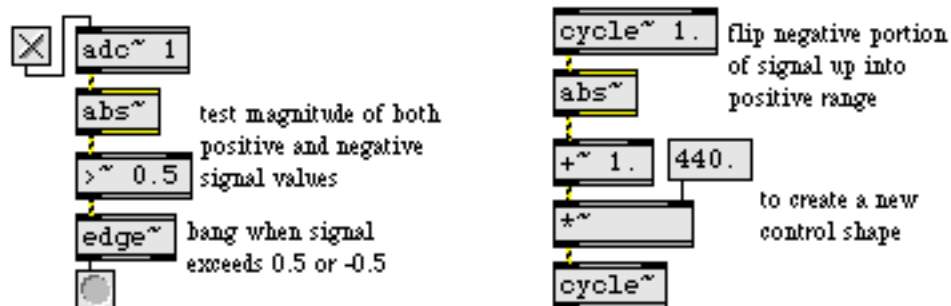 adc~ 1
abs~
test magnitude of both
positive and negative
signal values
>~ 0.5
edge~
bang when signal
exceeds 0.5 or -0.5
cycle~ 1.
flip negative portion
of signal up into
positive range
abs~
+~ 1.
440.
*~
to create a new
control shape
cycle~